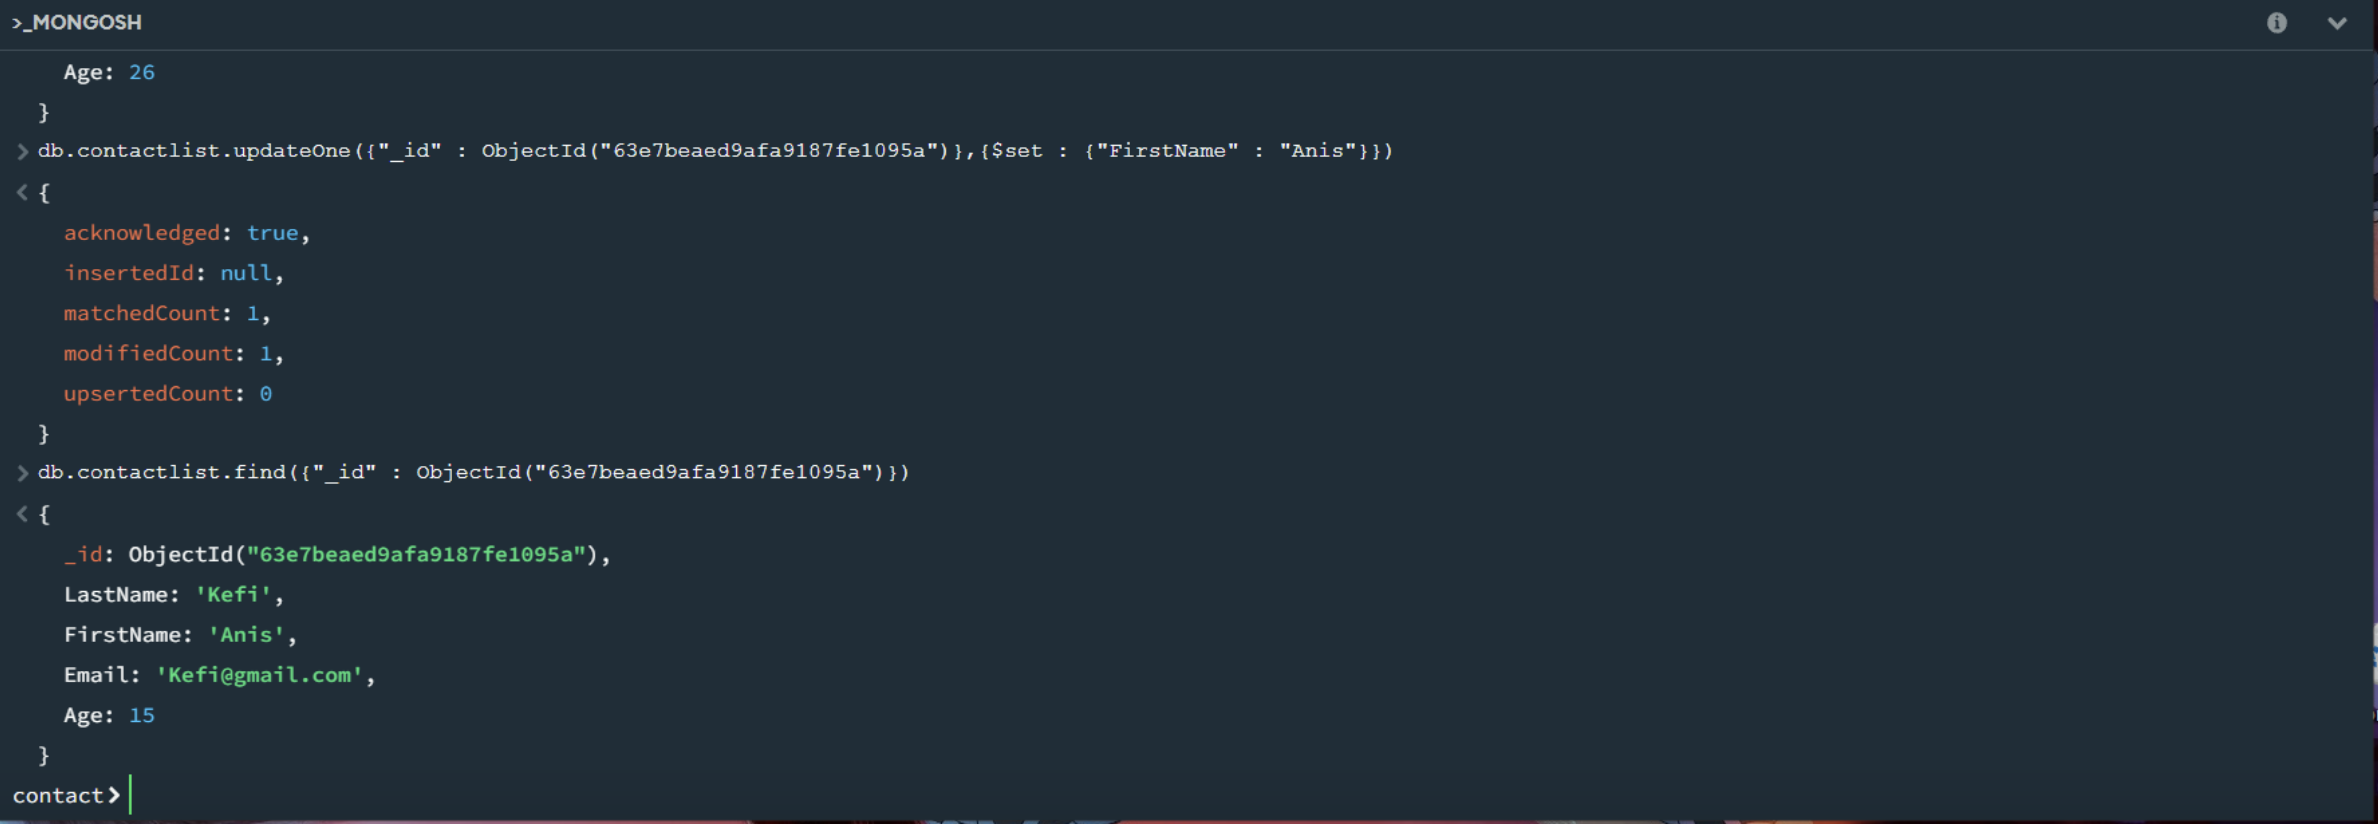 >_MONGOSH
Age: 26
}
> db.contactlist.updateOne({"_id" : ObjectId("63e7beaed9afa9187fe1095a")},{$set : {"FirstName" : "Anis"}})
< {
acknowledged: true,
insertedId: null,
matchedCount: 1,
modifiedCount: 1,
upsertedCount: 0
}
> db.contactlist.find({"_id" : ObjectId("63e7beaed9afa9187fe1095a")})
< {
_id: ObjectId("63e7beaed9afa9187fe1095a"),
LastName: 'Kefi',
FirstName: 'Anis',
Email: 'Kefi@gmail.com',
Age: 15
}
contact>